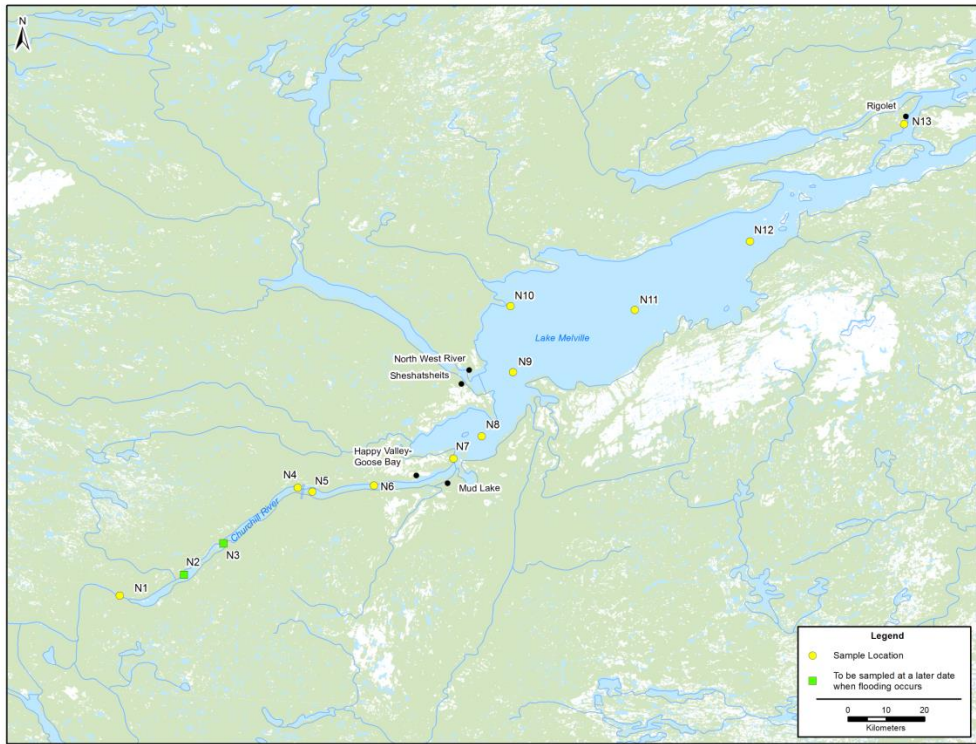 N
Rigolet
N13
N12
N10
N11
Lake Melville
North West River
N9
Sheshatsheits
N8
Happy Valley-
Goose Bay
N7
N4
N5
N6
Mud Lake
Churchill River
N3
N2
N1
Legend
Sample Location
To be sampled at a later date
when flooding occurs
0 10 20
Kilometers